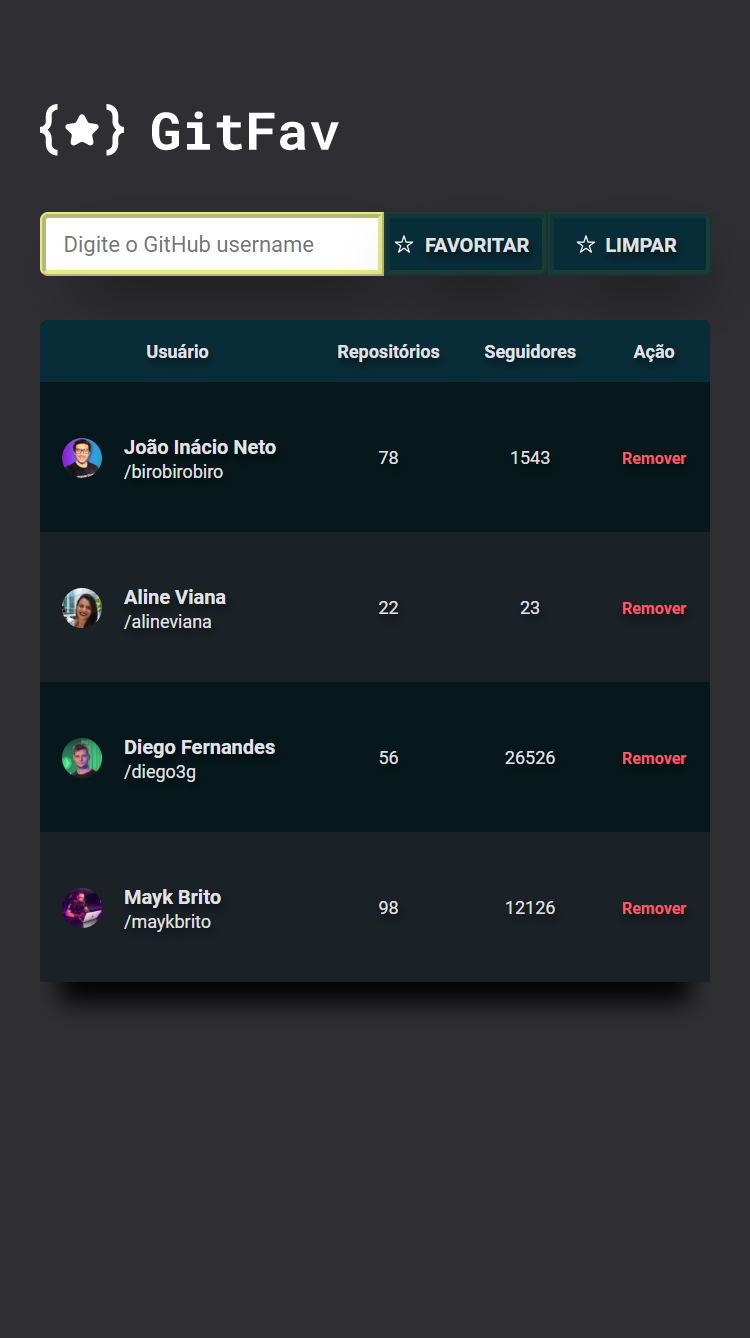 GitFav
Digite o GitHub username
FAVORITAR
LIMPAR
Usuário Repositórios Seguidores Ação
João Inácio Neto
/birobirobiro
78 1543 Remover
Aline Viana
/alineviana
22 23 Remover
Diego Fernandes
/diego3g
56 26526 Remover
Mayk Brito
/maykbrito
98 12126 Remover